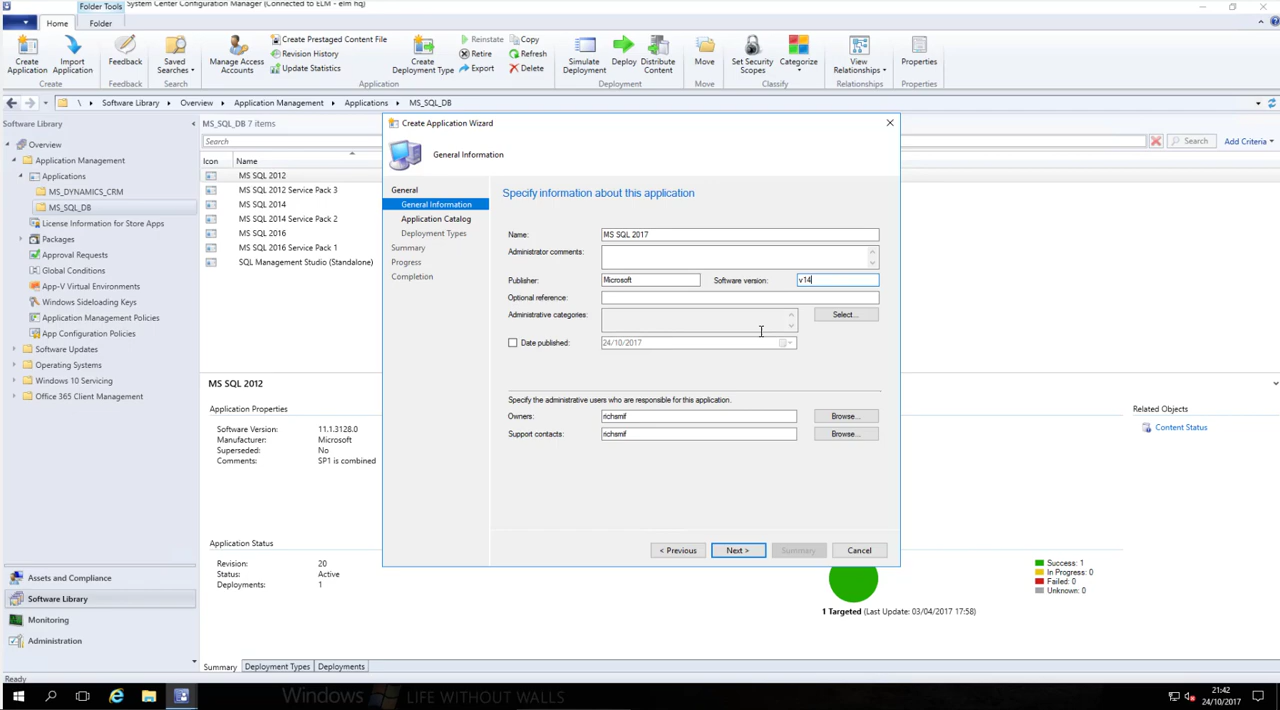 Folder Tools
System Center Configuration Manager (Connected to ELM - elm hq)
Home
Folder
Create Application
Import Application
Feedback
Saved Searches
Manage Access Accounts
Create Prestaged Content File
Revision History
Update Statistics
Create Deployment Type
Reinstate
Retire
Export
Copy
Refresh
Delete
Simulate Deployment
Deploy
Distribute Content
Move
Set Security Scopes
Categorize
View Relationships
Properties
Create
Search
Application
Deployment
Move
Classify
Relationships
Properties
\ Software Library Overview Application Management Applications MS_SQL_DB
Software Library
Overview
Application Management
Applications
MS_DYNAMICS_CRM
MS_SQL_DB
License Information for Store Apps
Packages
Approval Requests
Global Conditions
App-V Virtual Environments
Windows Sideloading Keys
Application Management Policies
App Configuration Policies
Software Updates
Operating Systems
Windows 10 Servicing
Office 365 Client Management
Assets and Compliance
Software Library
Monitoring
Administration
MS_SQL_DB 7 items
Search
Search
Add Criteria
Icon Name
MS SQL 2012
MS SQL 2012 Service Pack 3
MS SQL 2014
MS SQL 2014 Service Pack 2
MS SQL 2016
MS SQL 2016 Service Pack 1
SQL Management Studio (Standalone)
Create Application Wizard
General Information
General
General Information
Application Catalog
Deployment Types
Summary
Progress
Completion
Specify information about this application
Name: MS SQL 2017
Administrator comments:
Publisher: Microsoft Software version: v14
Optional reference:
Administrative categories: Select...
Date published: 24/10/2017
Specify the administrative users who are responsible for this application.
Owners: richsmif Browse...
Support contacts: richsmif Browse...
< Previous Next > Summary Cancel
MS SQL 2012
Application Properties
Software Version: 11.1.3128.0
Manufacturer: Microsoft
Superseded: No
Comments: SP1 is combined
Application Status
Revision: 20
Status: Active
Deployments: 1
Related Objects
Content Status
Success: 1
In Progress: 0
Failed: 0
Unknown: 0
1 Targeted (Last Update: 03/04/2017 17:58)
Summary Deployment Types Deployments
Ready
Windows LIFE WITHOUT WALLS
21:42
24/10/2017